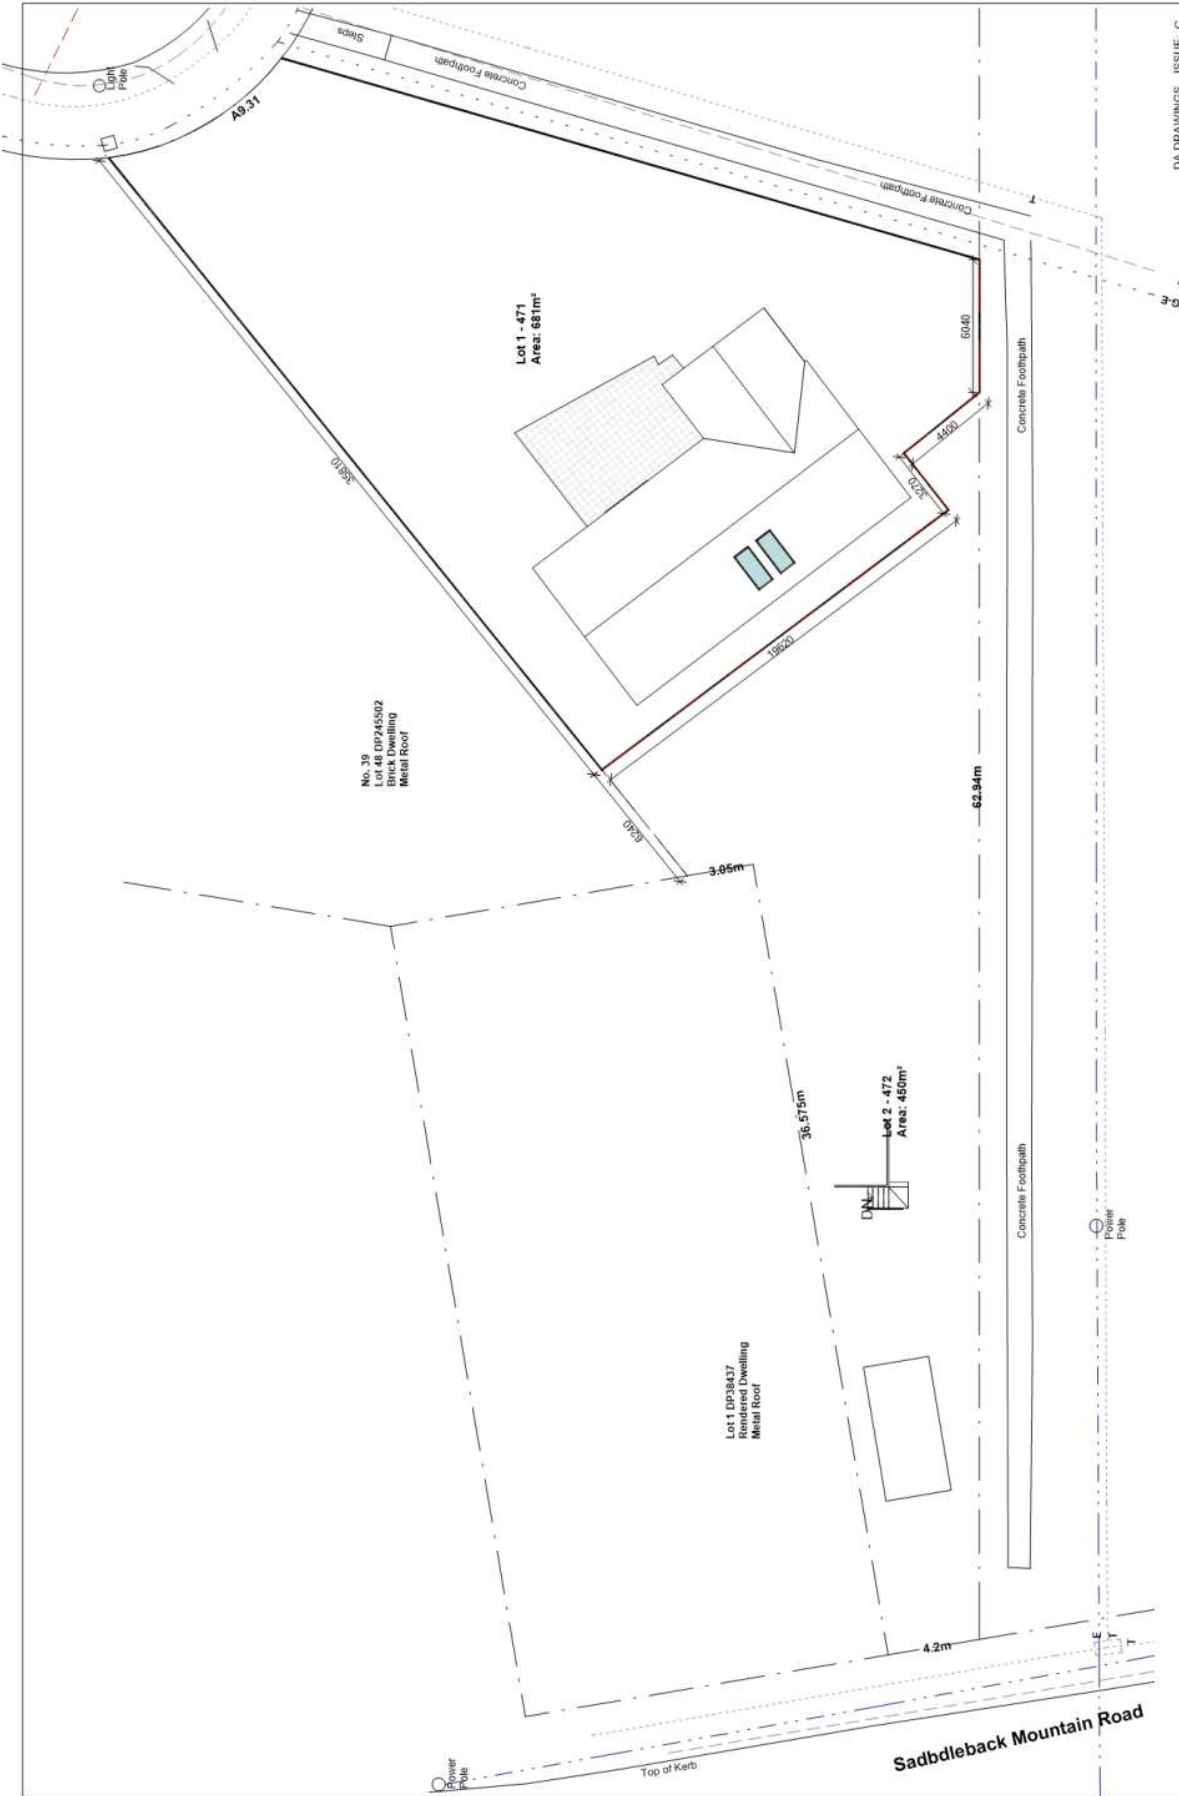 Steps
Concrete Footpath
Light
Pole
A9.31
DA DRAWINGS
Concrete Footpath
T
G E
Lot 1 - 471
Area: 681m²
6040
Concrete Footpath
4400
3270
35810
19620
No. 39
Lot 48 DP245502
Brick Dwelling
Metal Roof
62.94m
6240
3.05m
36.575m
Lot 2 - 472
Area: 450m²
DN
Concrete Footpath
Power
Pole
Lot 1 DP38437
Rendered Dwelling
Metal Roof
4.2m
E
T
T
Sadbdleback Mountain Road
Top of Kerb
Power
Pole